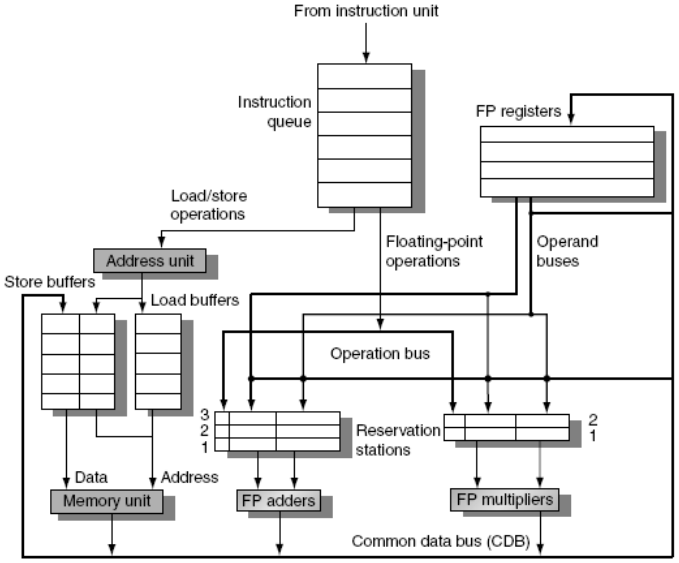 From instruction unit
Instruction
queue
FP registers
Load/store
operations
Address unit
Floating-point
operations
Operand
buses
Store buffers
Load buffers
Operation bus
3
2
1
Reservation
stations
2
1
Data
Address
Memory unit
FP adders
FP multipliers
Common data bus (CDB)